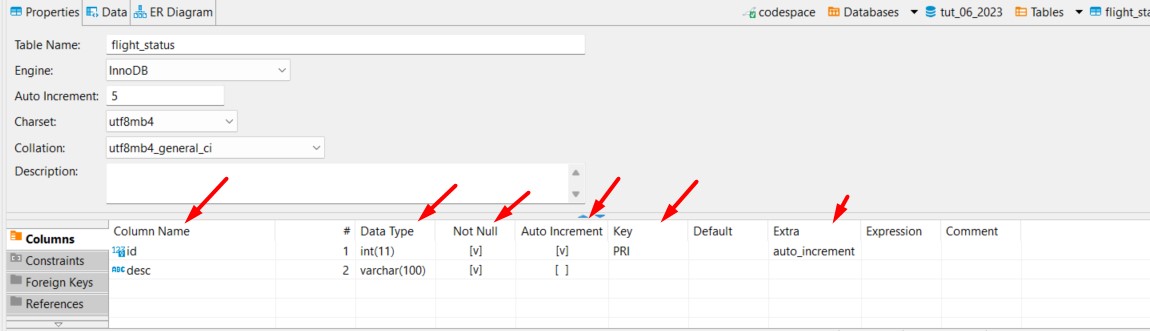 Properties Data ER Diagram codespace Databases tut_06_2023 Tables flight_sta
Table Name: flight_status
Engine: InnoDB
Auto Increment: 5
Charset: utf8mb4
Collation: utf8mb4_general_ci
Description:
Columns
Constraints
Foreign Keys
References
Column Name # Data Type Not Null Auto Increment Key Default Extra Expression Comment
123 id 1 int(11) [v] [v] PRI auto_increment
ABC desc 2 varchar(100) [v] [ ]